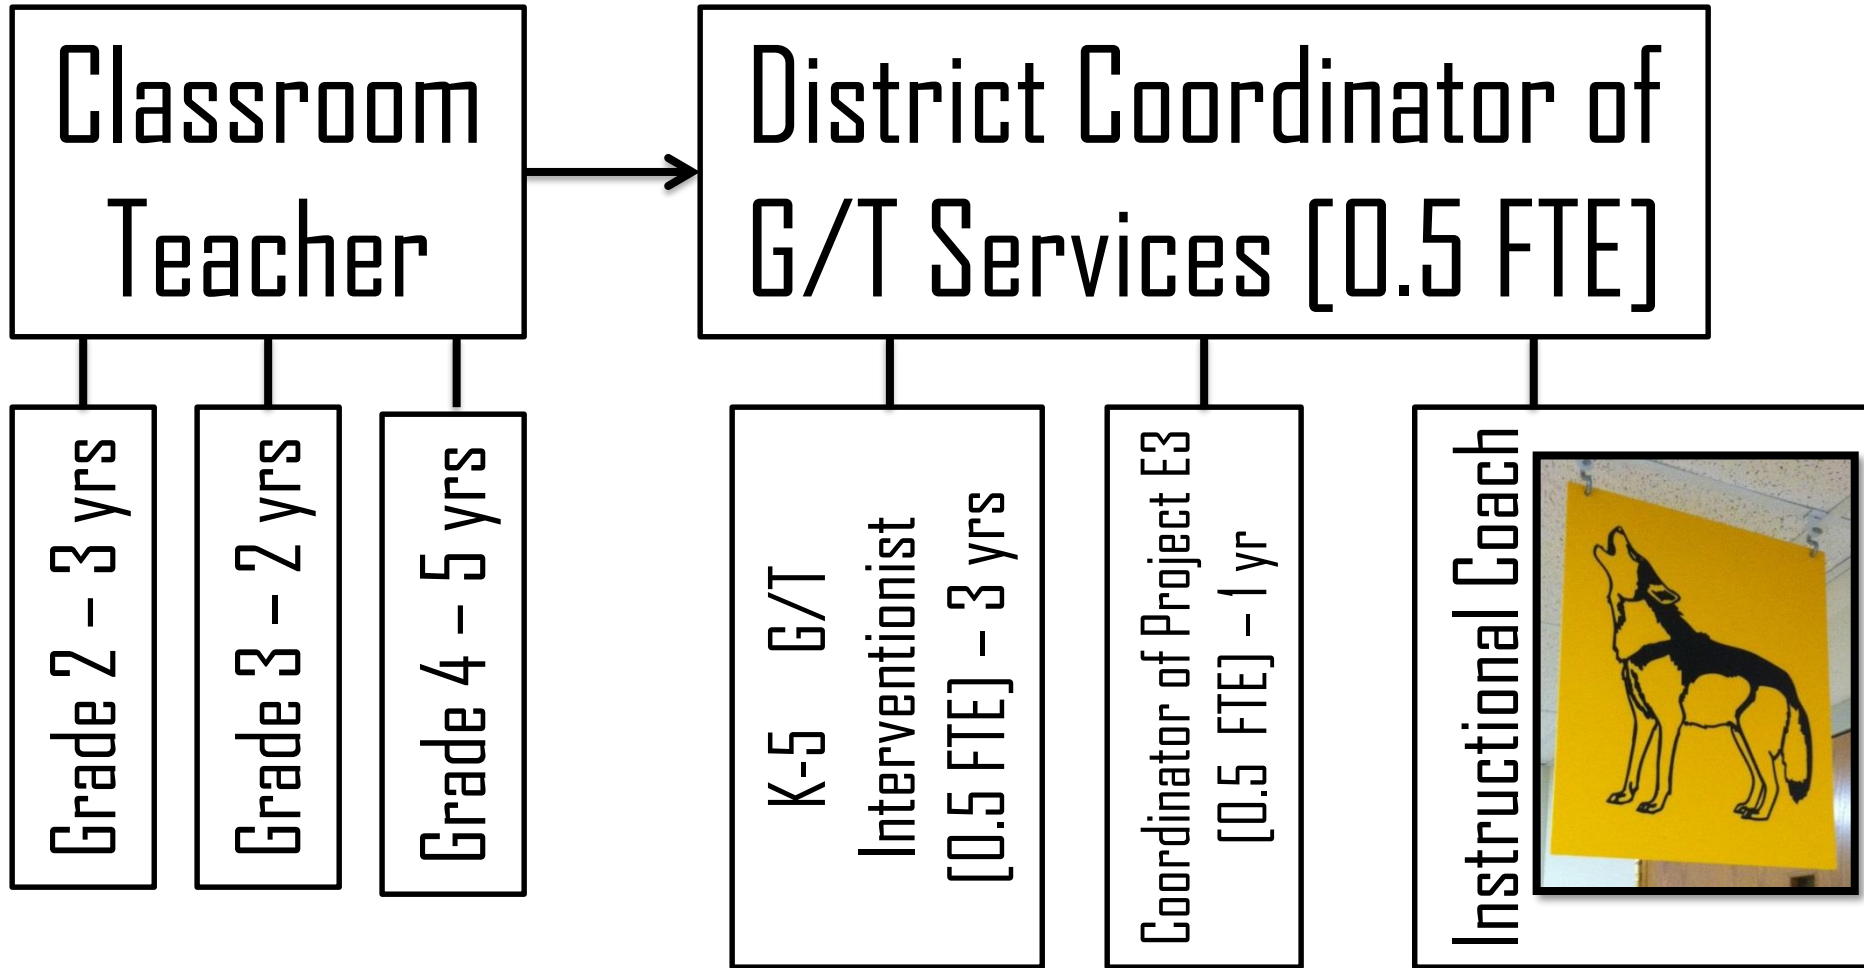 Classroom
Teacher
District Coordinator of
G/T Services [0.5 FTE]
Grade 2 – 3 yrs
Grade 3 – 2 yrs
Grade 4 – 5 yrs
K-5 G/T
Interventionist
[0.5 FTE] – 3 yrs
Coordinator of Project E3
[0.5 FTE] – 1 yr
Instructional Coach